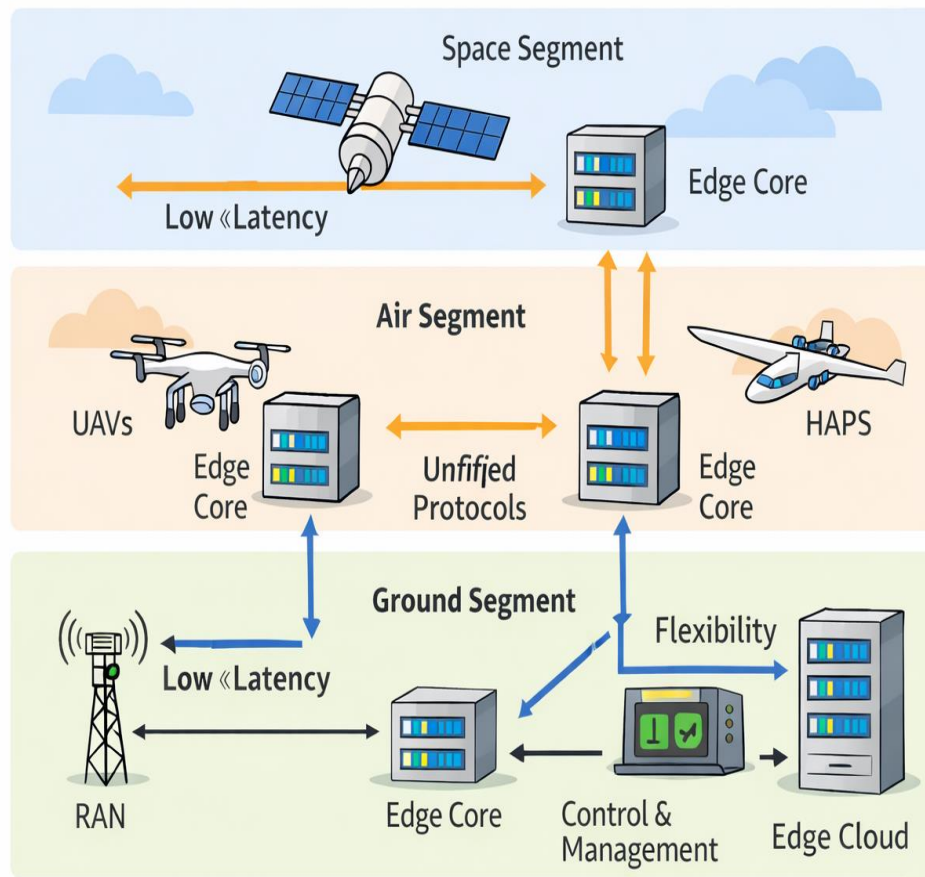 Space Segment
Edge Core
Low «Latency
Air Segment
UAVs
HAPS
Edge
Core
Unfifjed
Protocols
Edge
Core
Ground Segment
Flexibility
Low «Latency
RAN
Edge Core
Control &
Management
Edge Cloud